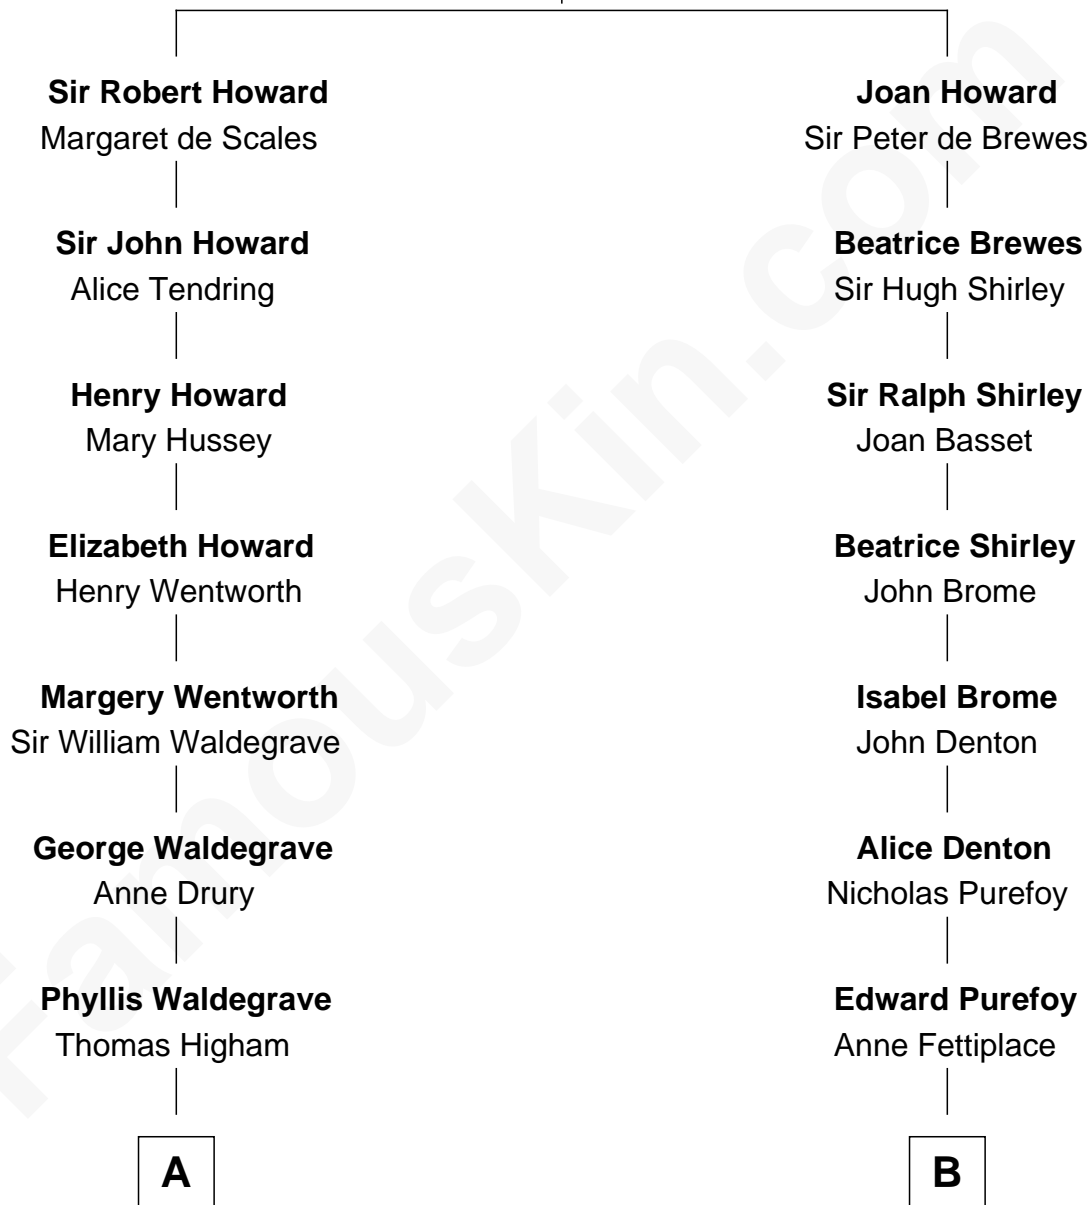 Sir Robert Howard
Margaret de Scales
Sir John Howard
Alice Tendring
Henry Howard
Mary Hussey
Elizabeth Howard
Henry Wentworth
Margery Wentworth
Sir William Waldegrave
George Waldegrave
Anne Drury
Phyllis Waldegrave
Thomas Higham
A
Joan Howard
Sir Peter de Brewes
Beatrice Brewes
Sir Hugh Shirley
Sir Ralph Shirley
Joan Basset
Beatrice Shirley
John Brome
Isabel Brome
John Denton
Alice Denton
Nicholas Purefoy
Edward Purefoy
Anne Fettiplace
B
FamousKin.com